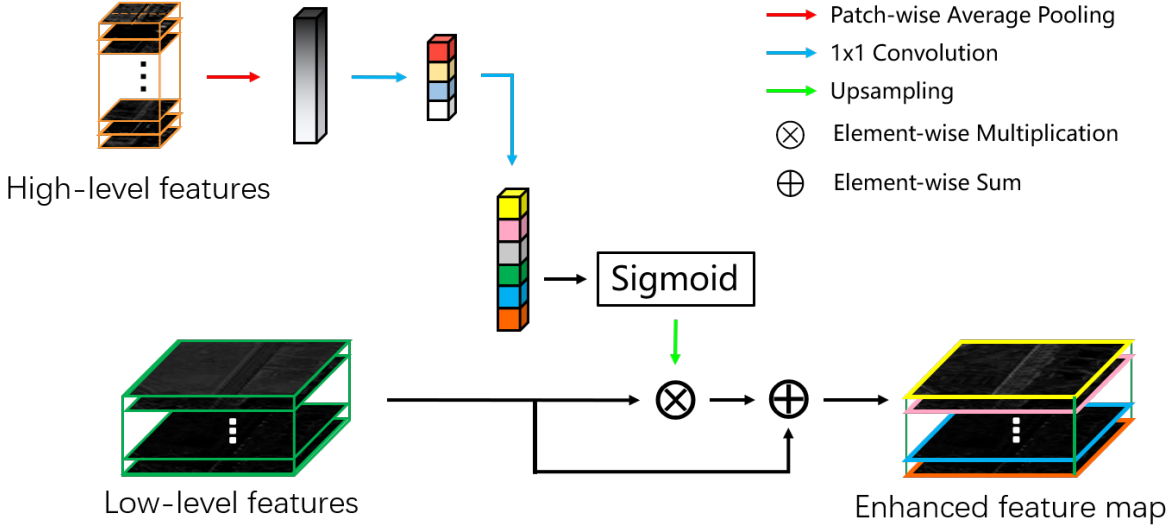 Patch-wise Average Pooling
1x1 Convolution
Upsampling
Element-wise Multiplication
Element-wise Sum
High-level features
Sigmoid
Low-level features
Enhanced feature map